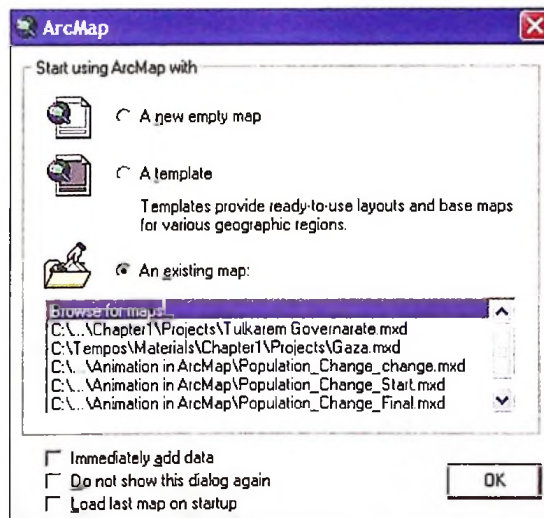 ArcMap
Start using ArcMap with
A new empty map
A template
Templates provide ready-to-use layouts and base maps
for various geographic regions.
An existing map:
Browse for maps...
C:\...\Chapter1\Projects\Tulkarem Governarate.mxd
C:\Tempos\Materials\Chapter1\Projects\Gaza.mxd
C:\...\Animation in ArcMap\Population_Change_change.mxd
C:\...\Animation in ArcMap\Population_Change_Start.mxd
C:\...\Animation in ArcMap\Population_Change_Final.mxd
Immediately add data
Do not show this dialog again
OK
Load last map on startup